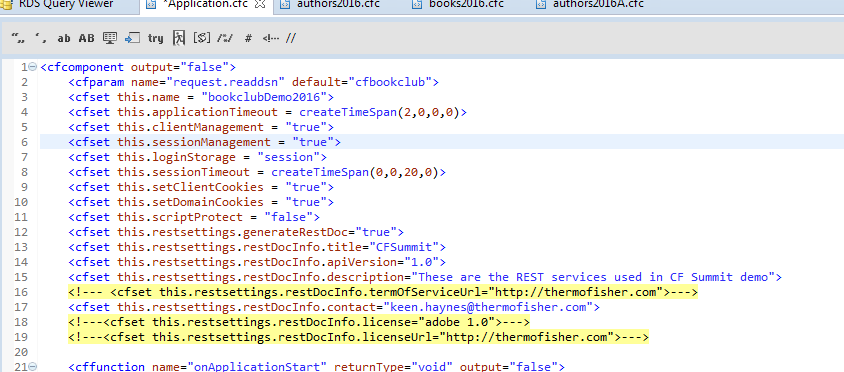 RDS Query Viewer *Application.cfc authors2016.cfc books2016.cfc authors2016A.cfc
“„ ‘, ab AB try [S] /*/ # <!-- //
1 <cfcomponent output="false">
2 <cfparam name="request.readdsn" default="cfbookclub">
3 <cfset this.name = "bookclubDemo2016">
4 <cfset this.applicationTimeout = createTimeSpan(2,0,0,0)>
5 <cfset this.clientManagement = "true">
6 <cfset this.sessionManagement = "true">
7 <cfset this.loginStorage = "session">
8 <cfset this.sessionTimeout = createTimeSpan(0,0,20,0)>
9 <cfset this.setClientCookies = "true">
10 <cfset this.setDomainCookies = "true">
11 <cfset this.scriptProtect = "false">
12 <cfset this.restsettings.generateRestDoc="true">
13 <cfset this.restsettings.restDocInfo.title="CFSummit">
14 <cfset this.restsettings.restDocInfo.apiVersion="1.0">
15 <cfset this.restsettings.restDocInfo.description="These are the REST services used in CF Summit demo">
16 <!--- <cfset this.restsettings.restDocInfo.termOfServiceUrl="http://thermofisher.com">--->
17 <cfset this.restsettings.restDocInfo.contact="keen.haynes@thermofisher.com">
18 <!---<cfset this.restsettings.restDocInfo.license="adobe 1.0">--->
19 <!---<cfset this.restsettings.restDocInfo.licenseUrl="http://thermofisher.com">--->
20
21 <cffunction name="onApplicationStart" returnType="void" output="false">